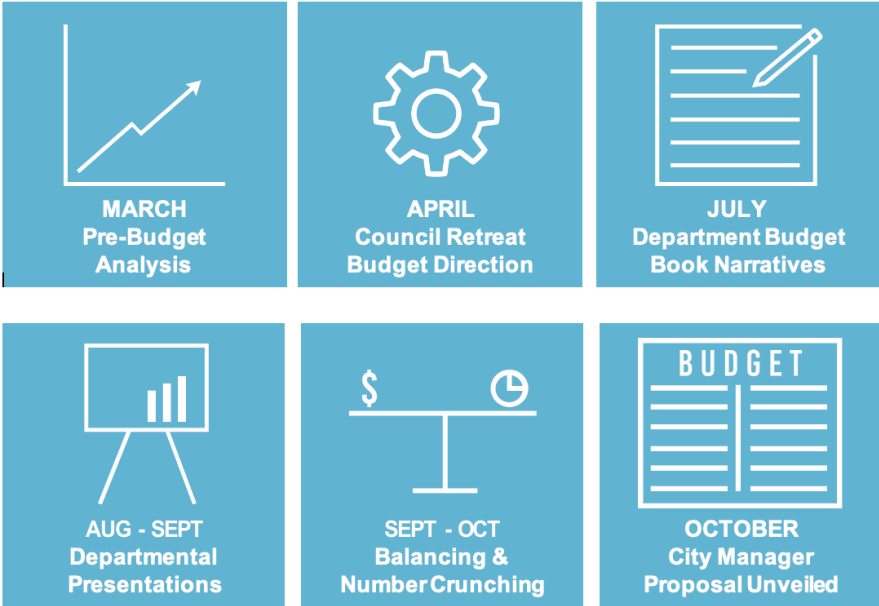 MARCH
Pre-Budget
Analysis
APRIL
Council Retreat
Budget Direction
JULY
Department Budget
Book Narratives
AUG - SEPT
Departmental
Presentations
$
SEPT - OCT
Balancing &
Number Crunching
BUDGET
OCTOBER
City Manager
Proposal Unveiled